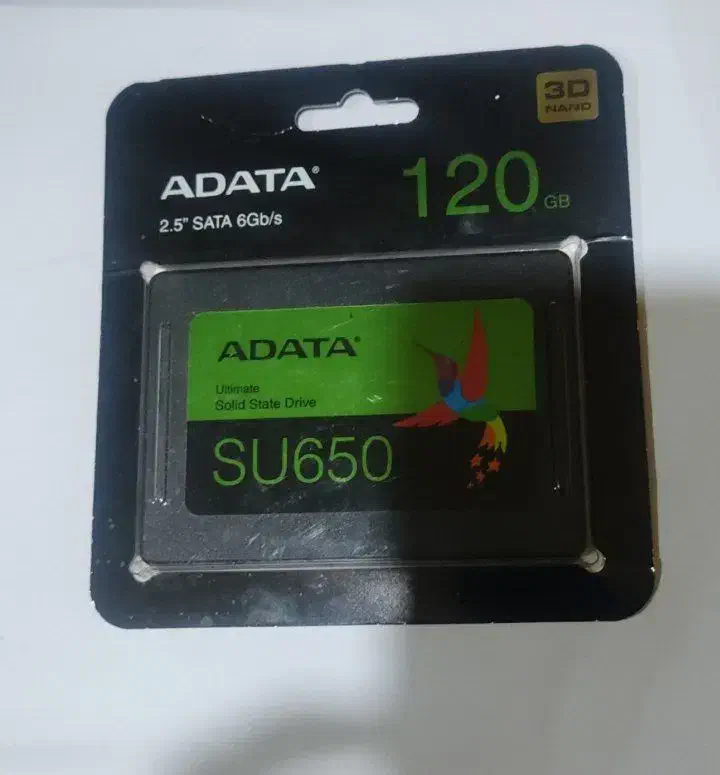 3D
NAND
ADATA®
120 GB
2.5" SATA 6Gb/s
ADATA®
Ultimate
Solid State Drive
SU650